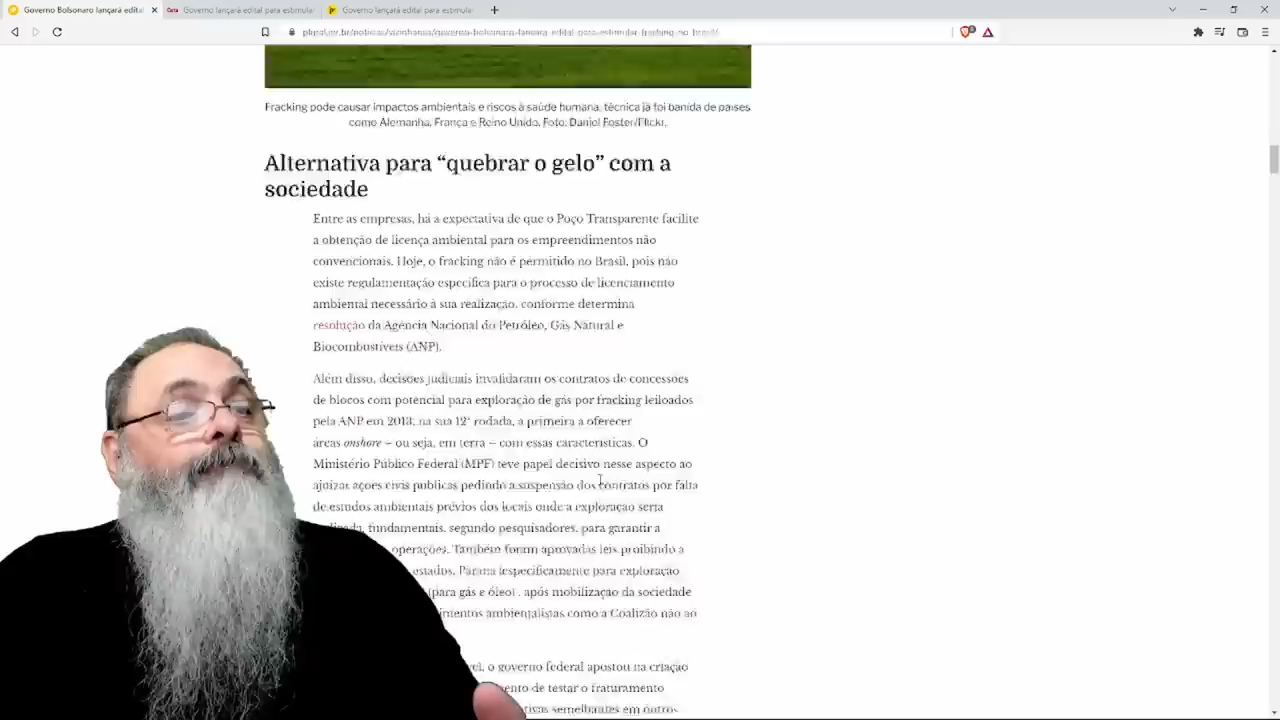 Governo Bolsonaro lançará edital
Governo lançará edital para estimular
Governo lançará edital para estimular
plural.jor.br/noticias/vizinhanca/governo-bolsonaro-lancara-edital-para-estimular-fracking-no-brasil/
Fracking pode causar impactos ambientais e riscos à saúde humana, técnica já foi banida de países
como Alemanha, França e Reino Unido. Foto: Daniel Foster/Flickr.
Alternativa para “quebrar o gelo” com a
sociedade
Entre as empresas, há a expectativa de que o Poço Transparente facilite
a obtenção de licença ambiental para os empreendimentos não
convencionais. Hoje, o fracking não é permitido no Brasil, pois não
existe regulamentação específica para o processo de licenciamento
ambiental necessário à sua realização, conforme determina
resolução da Agência Nacional do Petróleo, Gás Natural e
Biocombustíveis (ANP).
Além disso, decisões judiciais invalidaram os contratos de concessões
de blocos com potencial para exploração de gás por fracking leiloados
pela ANP em 2013, na sua 12ª rodada, a primeira a oferecer
áreas onshore – ou seja, em terra – com essas características. O
Ministério Público Federal (MPF) teve papel decisivo nesse aspecto ao
ajuizar ações civis públicas pedindo a suspensão dos contratos por falta
de estudos ambientais prévios dos locais onde a exploração seria
fundamentais, segundo pesquisadores, para garantir a
operações. Também foram aprovadas leis proibindo a
estados, Paraná (especificamente para exploração
(para gás e óleo), após mobilização da sociedade
imentos ambientalistas como a Coalizão não ao
vel, o governo federal apostou na criação
ento de testar o fraturamento
tivas semelhantes em outros